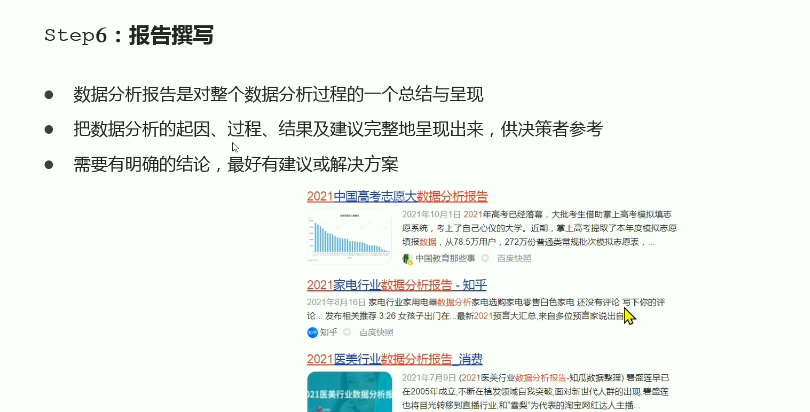 Step6：报告撰写
● 数据分析报告是对整个数据分析过程的一个总结与呈现
● 把数据分析的起因、过程、结果及建议完整地呈现出来，供决策者参考
● 需要有明确的结论，最好有建议或解决方案
2021中国高考志愿大数据分析报告
2021年10月1日 2021年高考已经落幕，大批考生借助掌上高考模拟填志
愿系统，考上了自己心仪的大学。近期，掌上高考提取了本年度模拟志愿
填报数据，从78.5万用户，272万份普通类常规批次模拟志愿表，...
中国教育那些事 百度快照
2021家电行业数据分析报告 - 知乎
2021年8月16日 家电行业家用电器数据分析家电选购家电零售白色家电 还没有评论 写下你的评
论... 发布相关推荐 3:26 女孩子出门在...最新2021预言大汇总,来自多位预言家说出自
知乎 百度快照
2021医美行业数据分析报告_消费
2021年7月9日 (2021医美行业数据分析报告-知瓜数据整理) 碧莲盛早已
在2005年成立,不断在植发领域自我突破,面对新世代人群的出现,碧莲盛
也将目光转移到直播行业,和"雪梨"为代表的淘宝网红达人主播...
021医美行业数据分析报